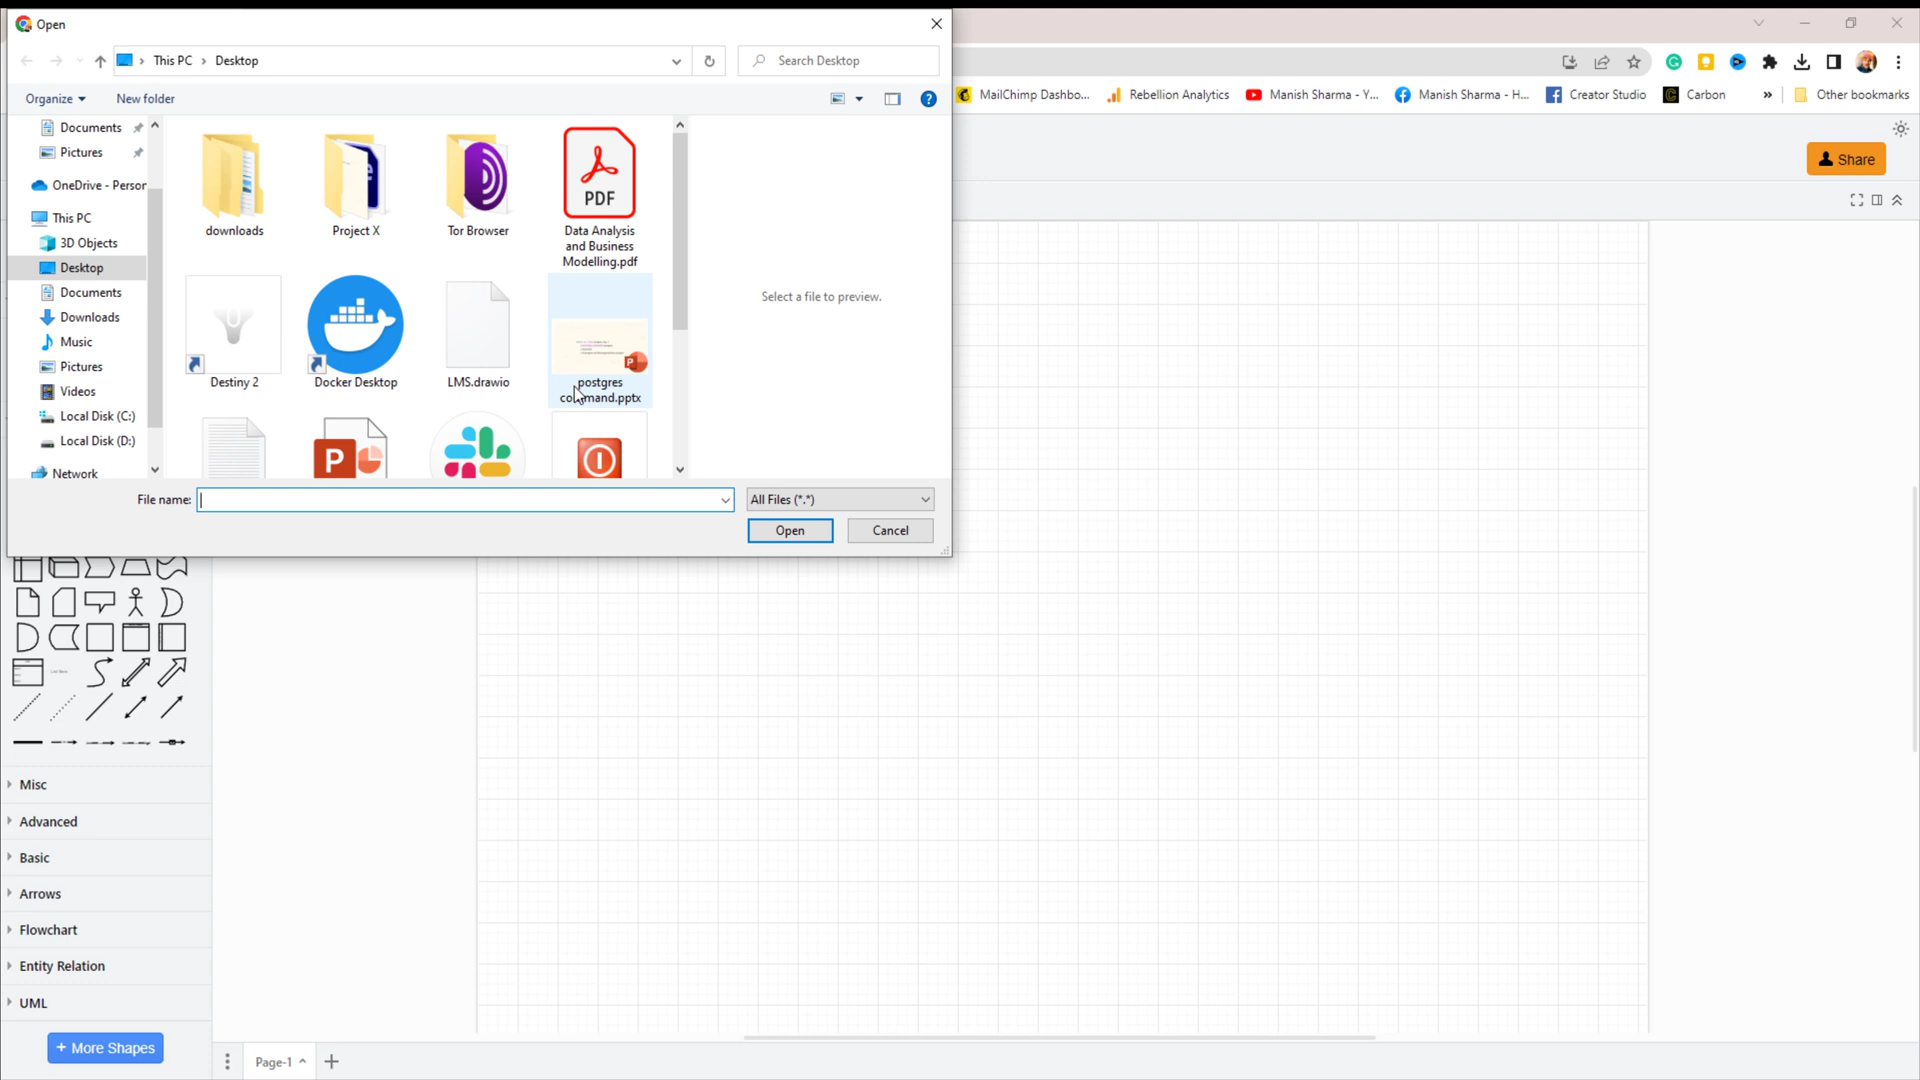 Open
This PC > Desktop
Search Desktop
MailChimp Dashbo...
Rebellion Analytics
Manish Sharma - Y...
Manish Sharma - H...
Creator Studio
Carbon
»
Other bookmarks
Organize
New folder
Share
Documents
Pictures
OneDrive - Person
This PC
3D Objects
Desktop
Documents
Downloads
Music
Pictures
Videos
Local Disk (C:)
Local Disk (D:)
Network
downloads
Project X
Tor Browser
PDF
Data Analysis
and Business
Modelling.pdf
Destiny 2
Docker Desktop
LMS.drawio
postgres
command.pptx
P
Select a file to preview.
File name:
All Files (*.*)
Open
Cancel
Misc
Advanced
Basic
Arrows
Flowchart
Entity Relation
UML
+ More Shapes
Page-1